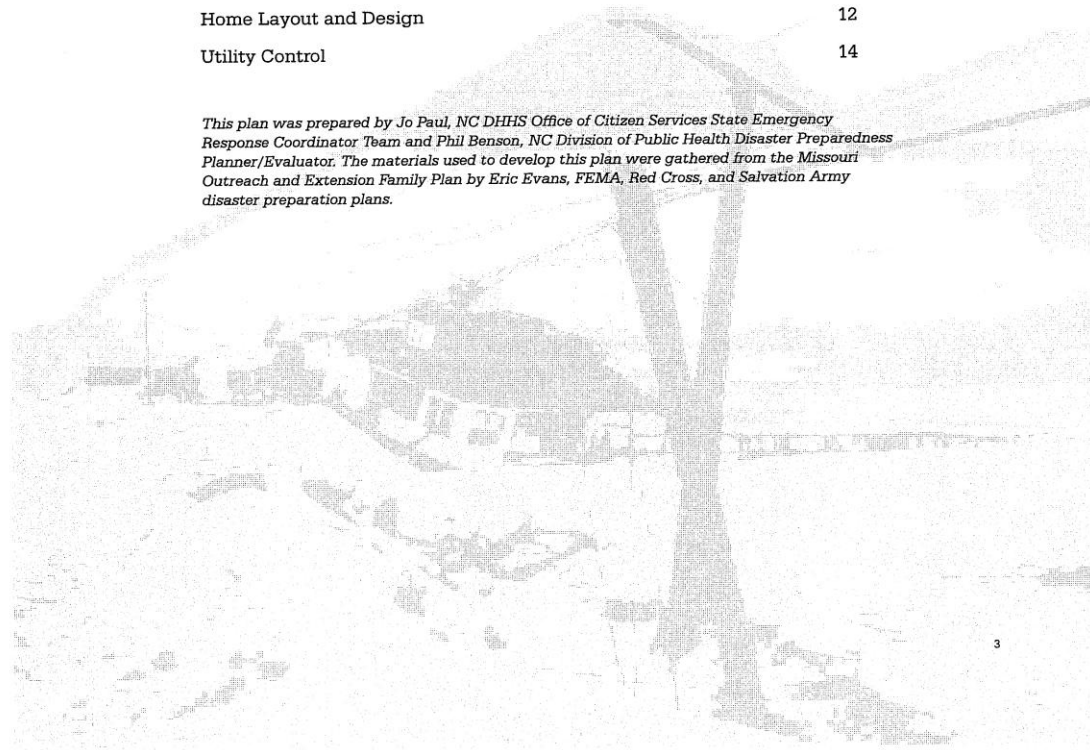 Home Layout and Design 12
Utility Control 14
This plan was prepared by Jo Paul, NC DHHS Office of Citizen Services State Emergency
Response Coordinator Team and Phil Benson, NC Division of Public Health Disaster Preparedness
Planner/Evaluator. The materials used to develop this plan were gathered from the Missouri
Outreach and Extension Family Plan by Eric Evans, FEMA, Red Cross, and Salvation Army
disaster preparation plans.
3